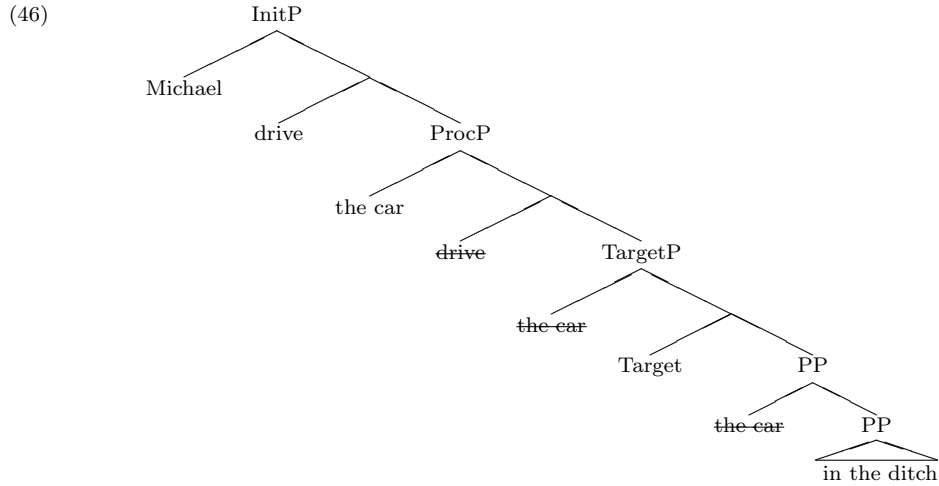 (46)
InitP
Michael
drive
ProcP
the car
drive
TargetP
the car
Target
PP
the car
PP
in the ditch